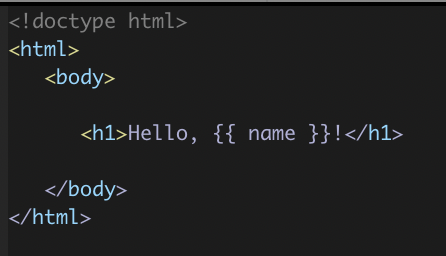 <!doctype html>
<html>
<body>
<h1>Hello, {{ name }}!</h1>
</body>
</html>